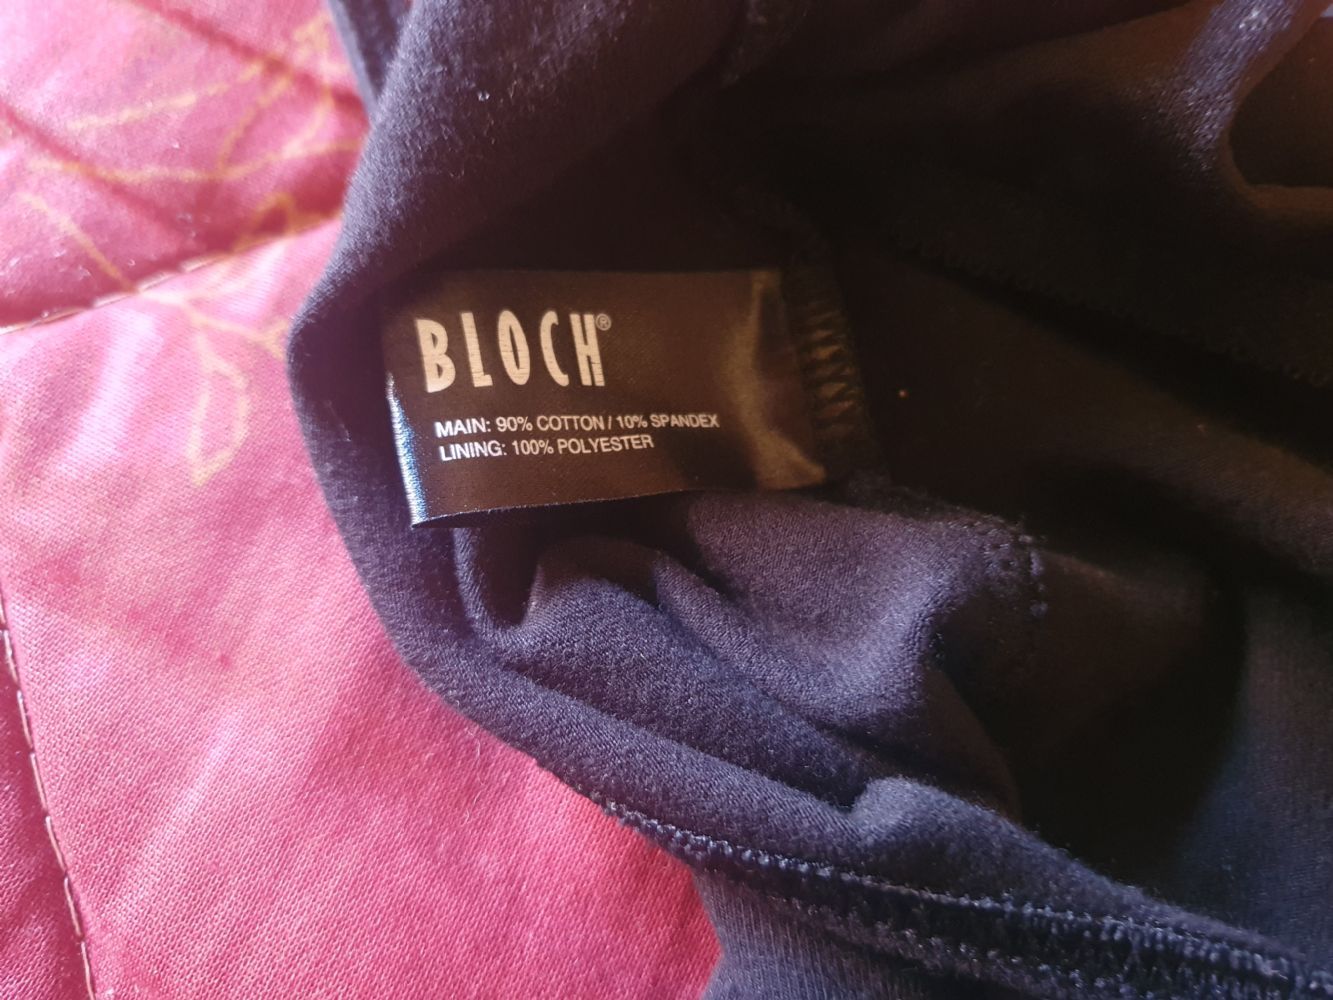 BLOCH®
MAIN: 90% COTTON / 10% SPANDEX
LINING: 100% POLYESTER